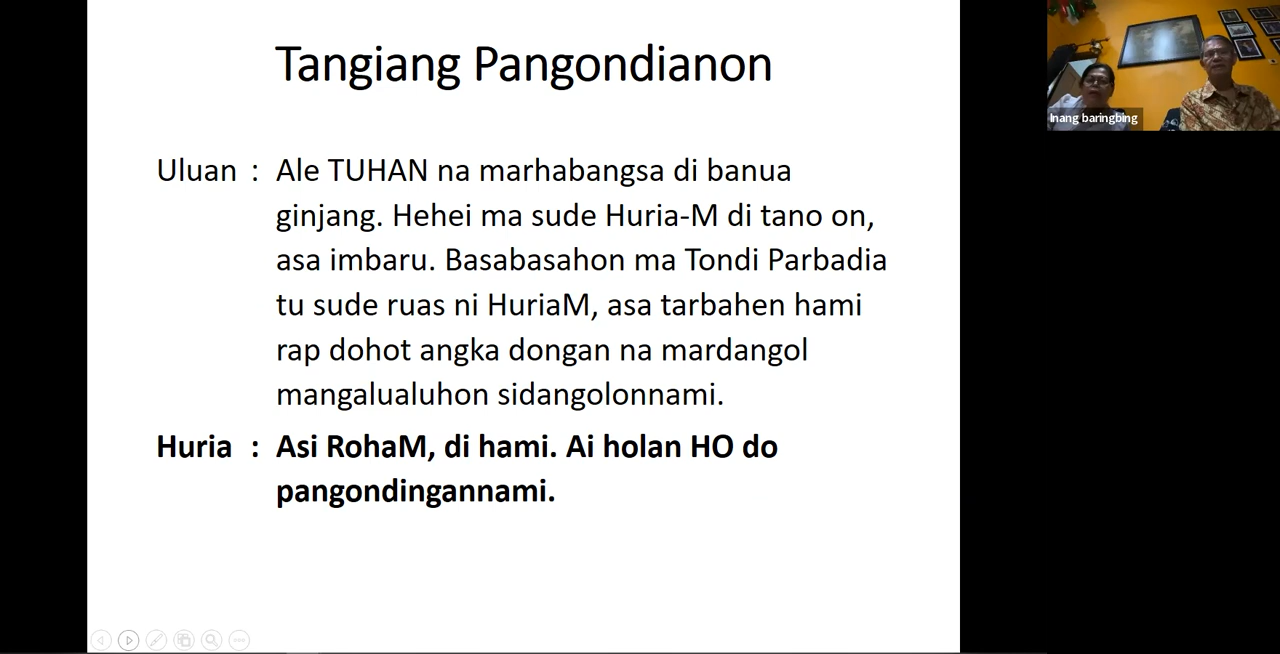 Tangiang Pangondianon
Uluan : Ale TUHAN na marhabangsa di banua
ginjang. Hehei ma sude Huria-M di tano on,
asa imbaru. Basabasahon ma Tondi Parbadia
tu sude ruas ni HuriaM, asa tarbahen hami
rap dohot angka dongan na mardangol
mangalualuhon sidangolonnami.
Huria : Asi RohaM, di hami. Ai holan HO do
pangondingannami.
Inang baringbing